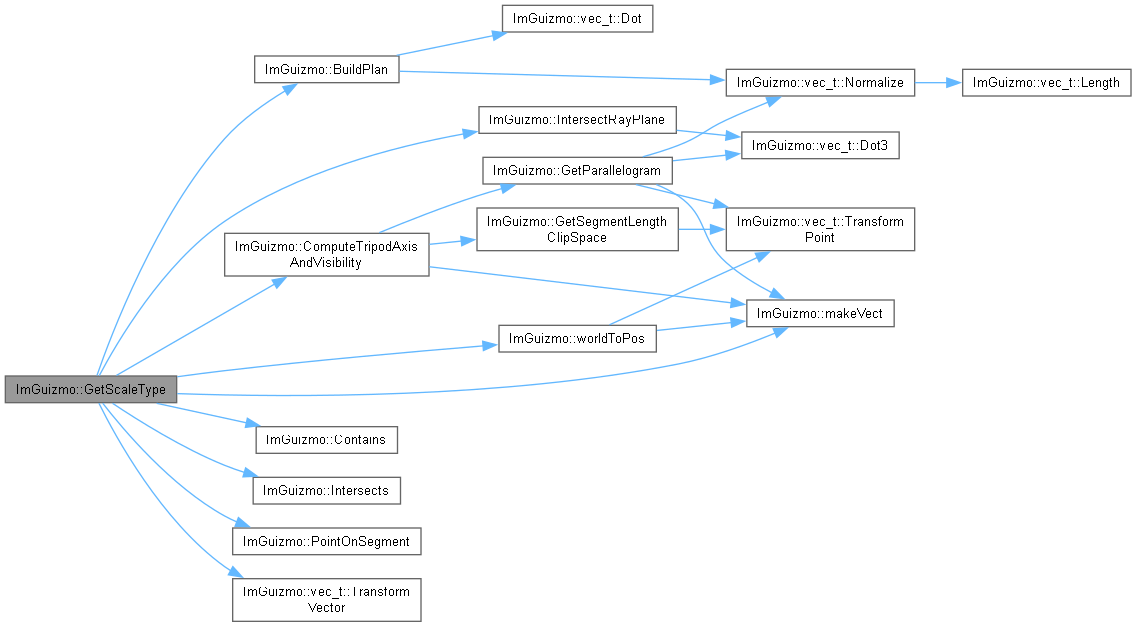 ImGuizmo::vec_t::Dot
ImGuizmo::BuildPlan
ImGuizmo::vec_t::Normalize
ImGuizmo::vec_t::Length
ImGuizmo::IntersectRayPlane
ImGuizmo::vec_t::Dot3
ImGuizmo::GetParallelogram
ImGuizmo::GetSegmentLength
ClipSpace
ImGuizmo::vec_t::Transform
Point
ImGuizmo::ComputeTripodAxis
AndVisibility
ImGuizmo::makeVect
ImGuizmo::worldToPos
ImGuizmo::GetScaleType
ImGuizmo::Contains
ImGuizmo::Intersects
ImGuizmo::PointOnSegment
ImGuizmo::vec_t::Transform
Vector